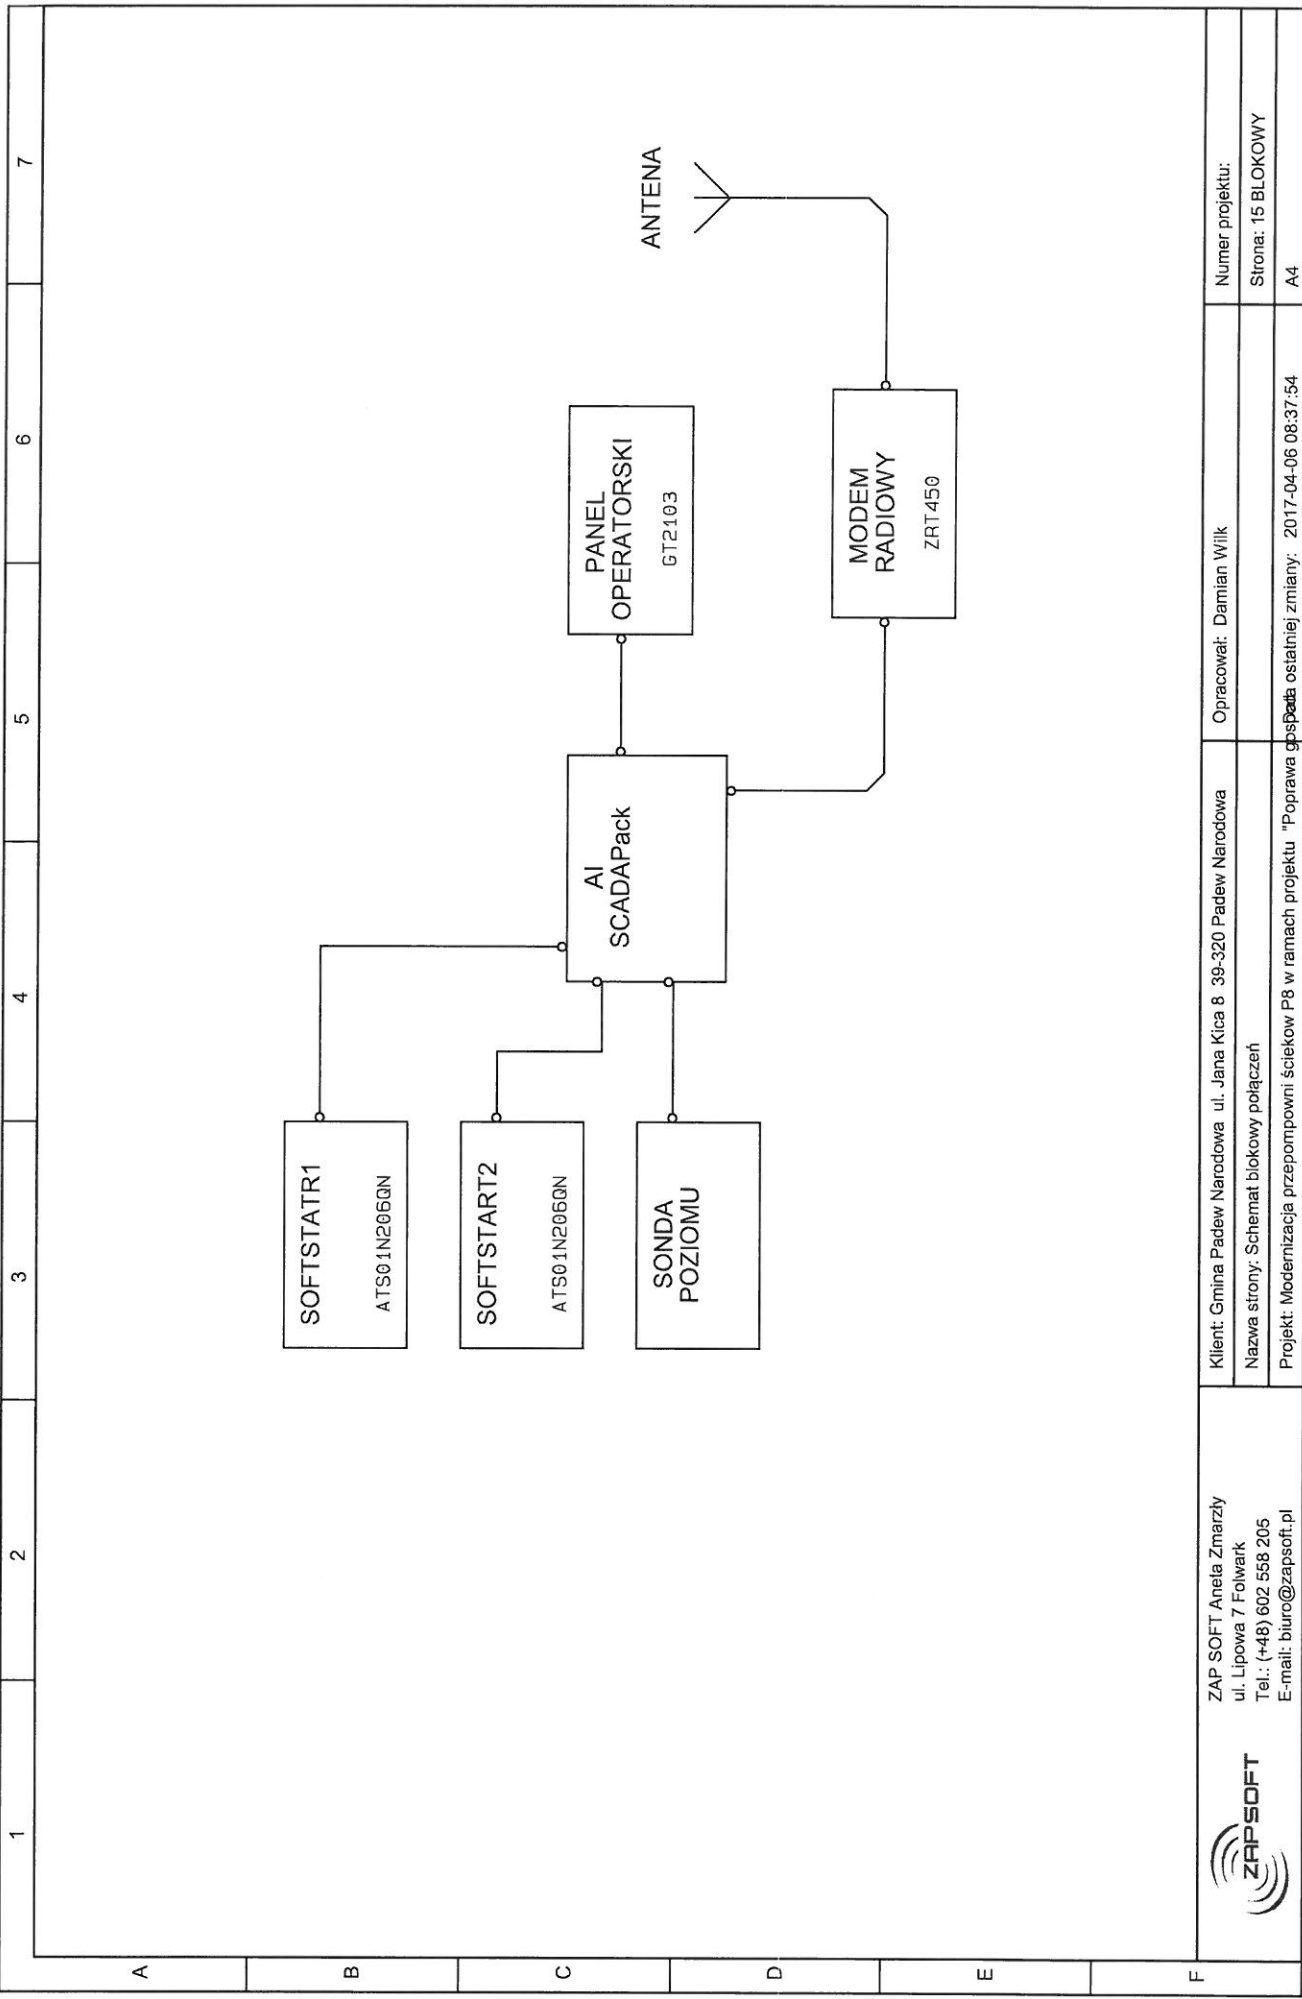 1 2 3 4 5 6 7
A
B
C
D
E
F
SOFTSTATR1
ATS01N206QN
SOFTSTART2
ATS01N206QN
SONDA
POZIOMU
AI
SCADAPack
PANEL
OPERATORSKI
GT2103
MODEM
RADIOWY
ZRT450
ANTENA
ZAPSOFT
ZAP SOFT Aneta Zmarzły
ul. Lipowa 7 Folwark
Tel.: (+48) 602 558 205
E-mail: biuro@zapsoft.pl
Klient: Gmina Padew Narodowa ul. Jana Kica 8 39-320 Padew Narodowa
Nazwa strony: Schemat blokowy połączeń
Projekt: Modernizacja przepompowni ściekow P8 w ramach projektu "Poprawa
Opracował: Damian Wilk
ostatniej zmiany: 2017-04-06 08:37:54
Numer projektu:
Strona: 15 BLOKOWY
A4